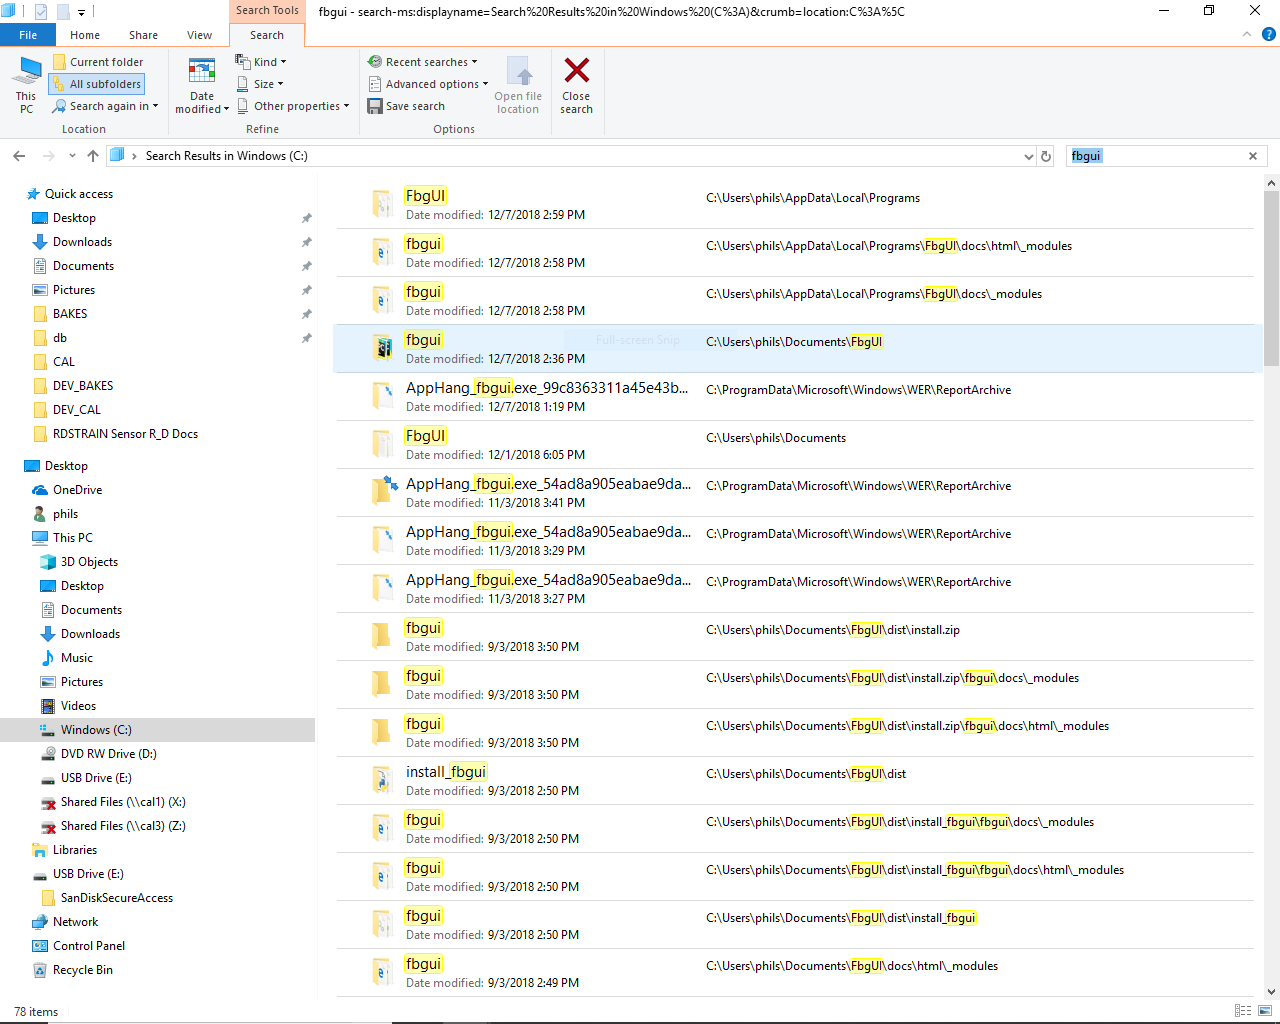 Search Tools
fbgui - search-ms:displayname=Search%20Results%20in%20Windows%20(C%3A)&crumb=location:C%3A%5C
File Home Share View Search
This PC
Current folder
All subfolders
Search again in
Location
Date modified
Kind
Size
Other properties
Refine
Recent searches
Advanced options
Save search
Options
Open file location
Close search
Search Results in Windows (C:)
fbgui
Quick access
Desktop
Downloads
Documents
Pictures
BAKES
db
CAL
DEV_BAKES
DEV_CAL
RDSTRAIN Sensor R_D Docs
Desktop
OneDrive
phils
This PC
3D Objects
Desktop
Documents
Downloads
Music
Pictures
Videos
Windows (C:)
DVD RW Drive (D:)
USB Drive (E:)
Shared Files (\\cal1) (X:)
Shared Files (\\cal3) (Z:)
Libraries
USB Drive (E:)
SanDiskSecureAccess
Network
Control Panel
Recycle Bin
FbgUI C:\Users\phils\AppData\Local\Programs
Date modified: 12/7/2018 2:59 PM
fbgui C:\Users\phils\AppData\Local\Programs\FbgUI\docs\html\_modules
Date modified: 12/7/2018 2:58 PM
fbgui C:\Users\phils\AppData\Local\Programs\FbgUI\docs\_modules
Date modified: 12/7/2018 2:58 PM
fbgui Full-screen Snip C:\Users\phils\Documents\FbgUI
Date modified: 12/7/2018 2:36 PM
AppHang_fbgui.exe_99c8363311a45e43b... C:\ProgramData\Microsoft\Windows\WER\ReportArchive
Date modified: 12/7/2018 1:19 PM
FbgUI C:\Users\phils\Documents
Date modified: 12/1/2018 6:05 PM
AppHang_fbgui.exe_54ad8a905eabae9da... C:\ProgramData\Microsoft\Windows\WER\ReportArchive
Date modified: 11/3/2018 3:41 PM
AppHang_fbgui.exe_54ad8a905eabae9da... C:\ProgramData\Microsoft\Windows\WER\ReportArchive
Date modified: 11/3/2018 3:29 PM
AppHang_fbgui.exe_54ad8a905eabae9da... C:\ProgramData\Microsoft\Windows\WER\ReportArchive
Date modified: 11/3/2018 3:27 PM
fbgui C:\Users\phils\Documents\FbgUI\dist\install.zip
Date modified: 9/3/2018 3:50 PM
fbgui C:\Users\phils\Documents\FbgUI\dist\install.zip\fbgui\docs\_modules
Date modified: 9/3/2018 3:50 PM
fbgui C:\Users\phils\Documents\FbgUI\dist\install.zip\fbgui\docs\html\_modules
Date modified: 9/3/2018 3:50 PM
install_fbgui C:\Users\phils\Documents\FbgUI\dist
Date modified: 9/3/2018 2:50 PM
fbgui C:\Users\phils\Documents\FbgUI\dist\install_fbgui\fbgui\docs\_modules
Date modified: 9/3/2018 2:50 PM
fbgui C:\Users\phils\Documents\FbgUI\dist\install_fbgui\fbgui\docs\html\_modules
Date modified: 9/3/2018 2:50 PM
fbgui C:\Users\phils\Documents\FbgUI\dist\install_fbgui
Date modified: 9/3/2018 2:50 PM
fbgui C:\Users\phils\Documents\FbgUI\docs\html\_modules
Date modified: 9/3/2018 2:49 PM
78 items